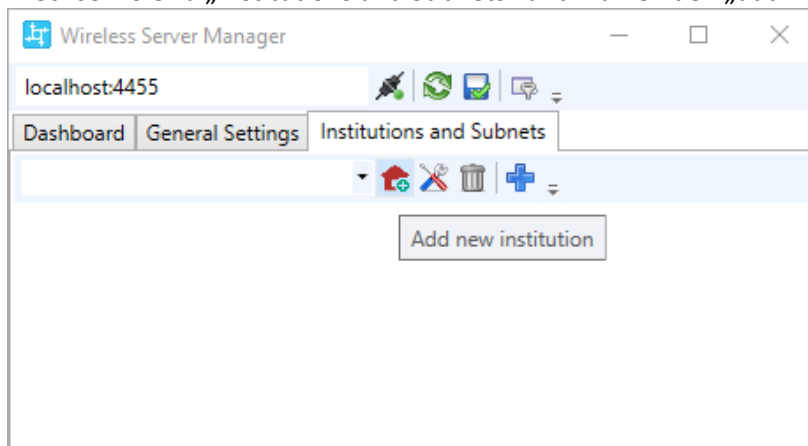 Wireless Server Manager
localhost:4455
Dashboard General Settings Institutions and Subnets
Add new institution